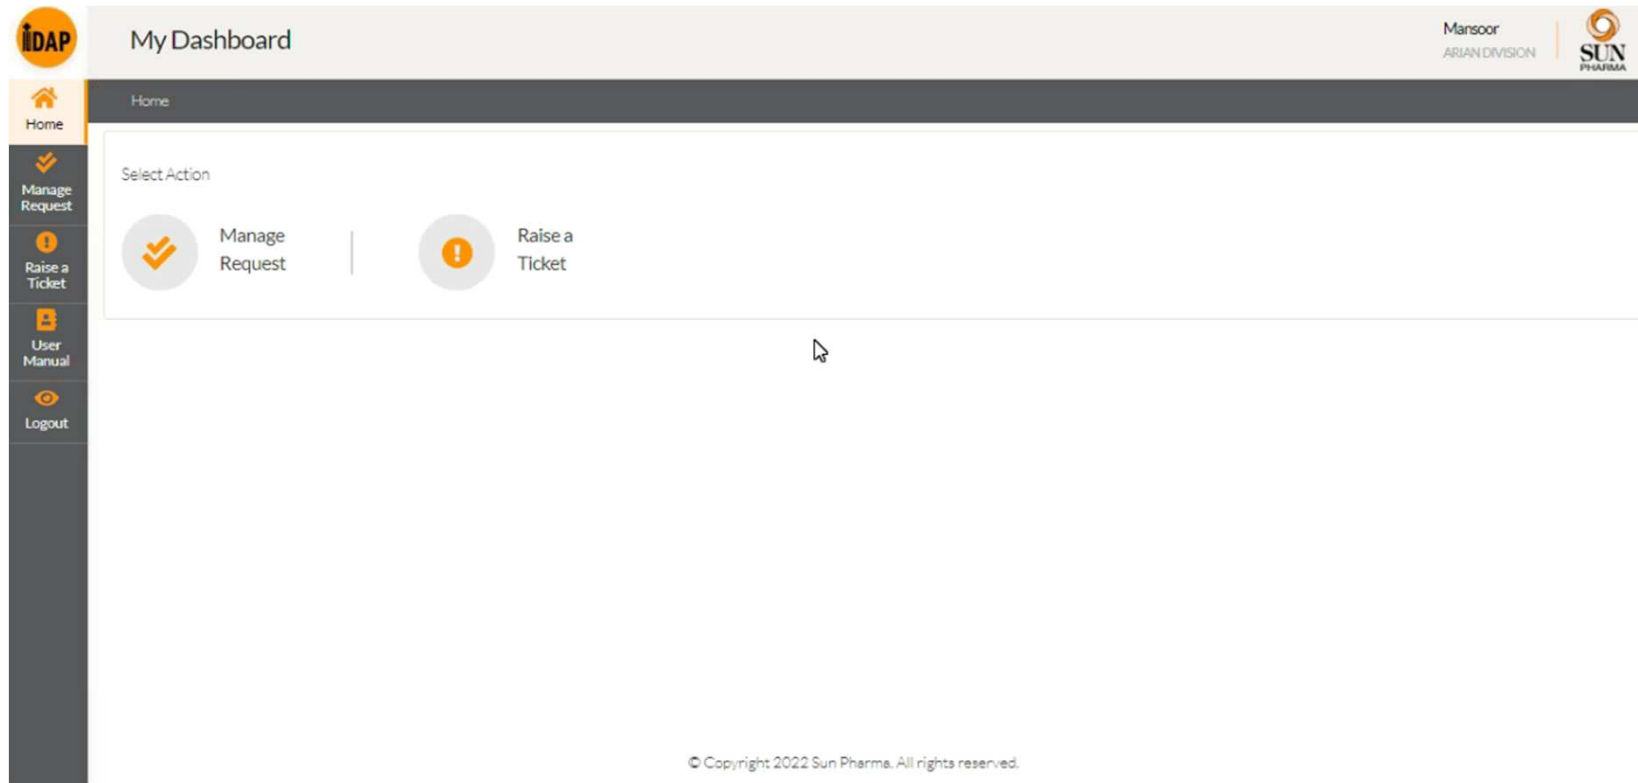 iDAP
My Dashboard
Mansoor
ARIAN DIVISION
SUN
PHARMA
Home
Home
Manage
Request
Raise a
Ticket
User
Manual
Logout
Select Action
Manage
Request
Raise a
Ticket
© Copyright 2022 Sun Pharma. All rights reserved.